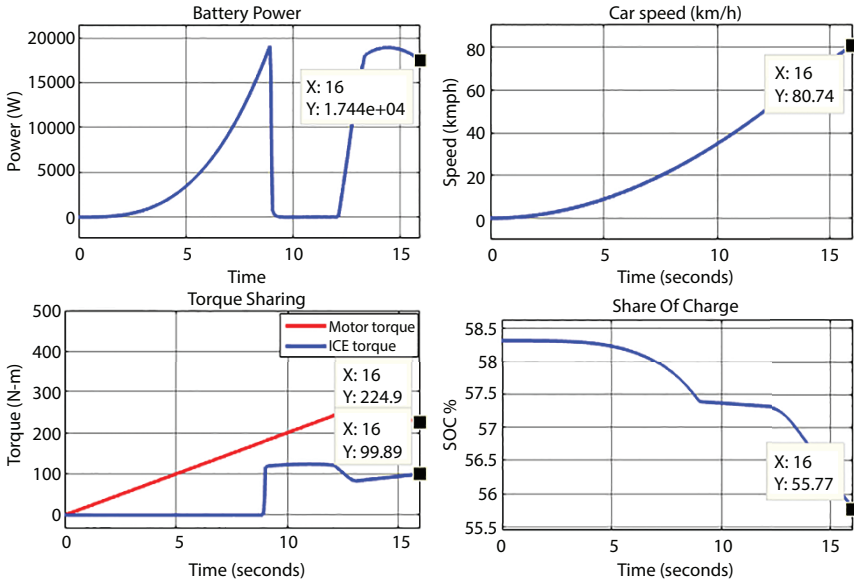 Battery Power
20000
15000
10000
5000
0
Power (W)
X: 16
Y: 1.744e+04
0 5 10 15
Time
Car speed (km/h)
80
60
40
20
0
Speed (kmph)
X: 16
Y: 80.74
0 5 10 15
Time (seconds)
Torque Sharing
500
400
300
200
100
0
Torque (N-m)
Motor torque
ICE torque
X: 16
Y: 224.9
X: 16
Y: 99.89
0 5 10 15
Time (seconds)
Share Of Charge
58.5
58
57.5
57
56.5
56
55.5
SOC %
X: 16
Y: 55.77
0 5 10 15
Time (seconds)